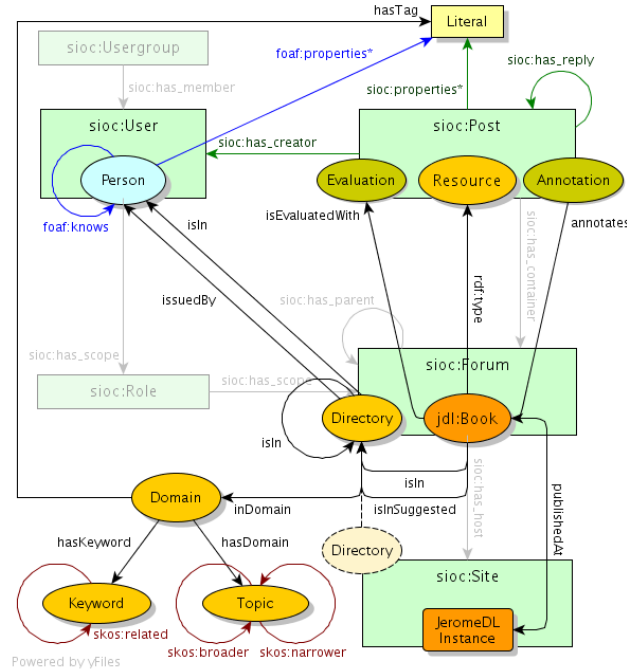 hasTag
Literal
sioc:Usergroup
foaf:properties*
sioc:has_reply
sioc:has_member
sioc:properties*
sioc:User
sioc:Post
sioc:has_creator
Person
Evaluation
Resource
Annotation
foaf:knows
isIn
isEvaluatedWith
sioc:has_container
annotates
issuedBy
rdf:type
sioc:has_parent
sioc:has_scope
sioc:Forum
sioc:Role
sioc:has_scope
Directory
jdl:Book
isIn
isIn
sioc:has_host
publishedAt
Domain
inDomain
isInSuggested
hasKeyword
hasDomain
Directory
sioc:Site
Keyword
Topic
JeromeDL
Instance
skos:related
skos:broader
skos:narrower
Powered by yFiles